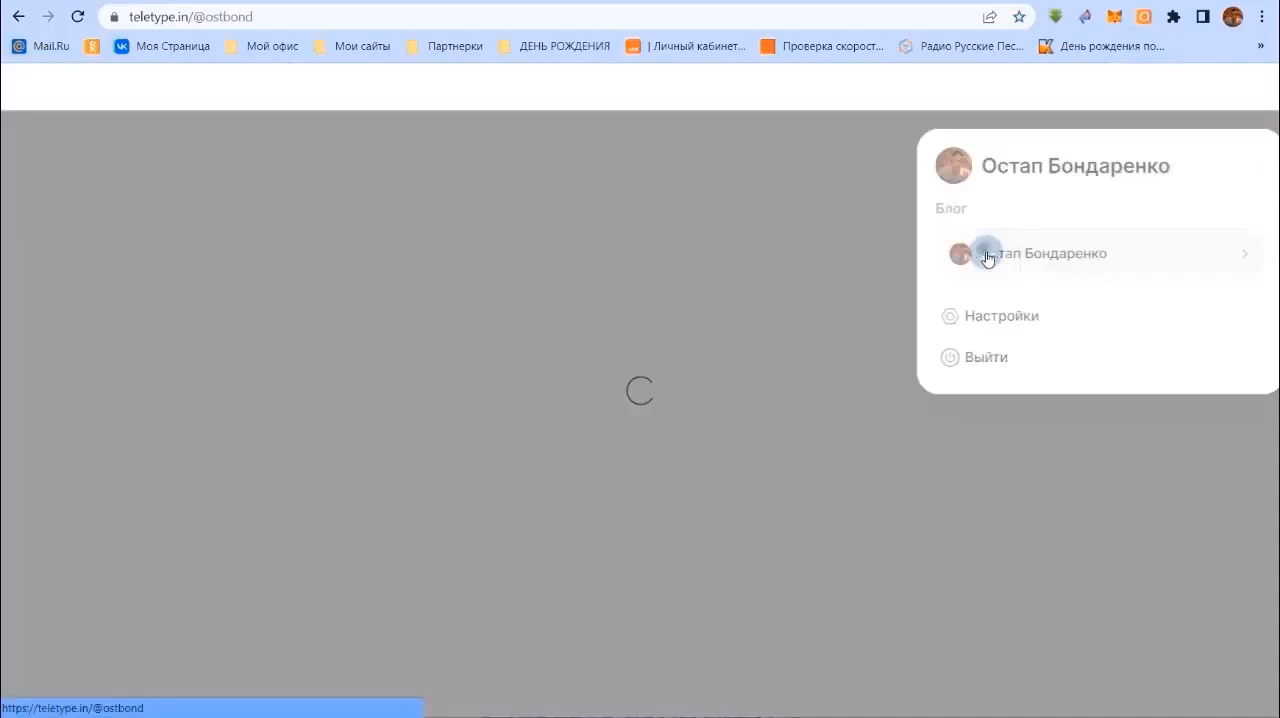 teletype.in/@ostbond
Mail.Ru Моя Страница Мой офис Мои сайты Партнерки ДЕНЬ РОЖДЕНИЯ | Личный кабинет... Проверка скорост... Радио Русские Пес... День рождения по... »
Остап Бондаренко
Блог
Остап Бондаренко
Настройки
Выйти
https://teletype.in/@ostbond